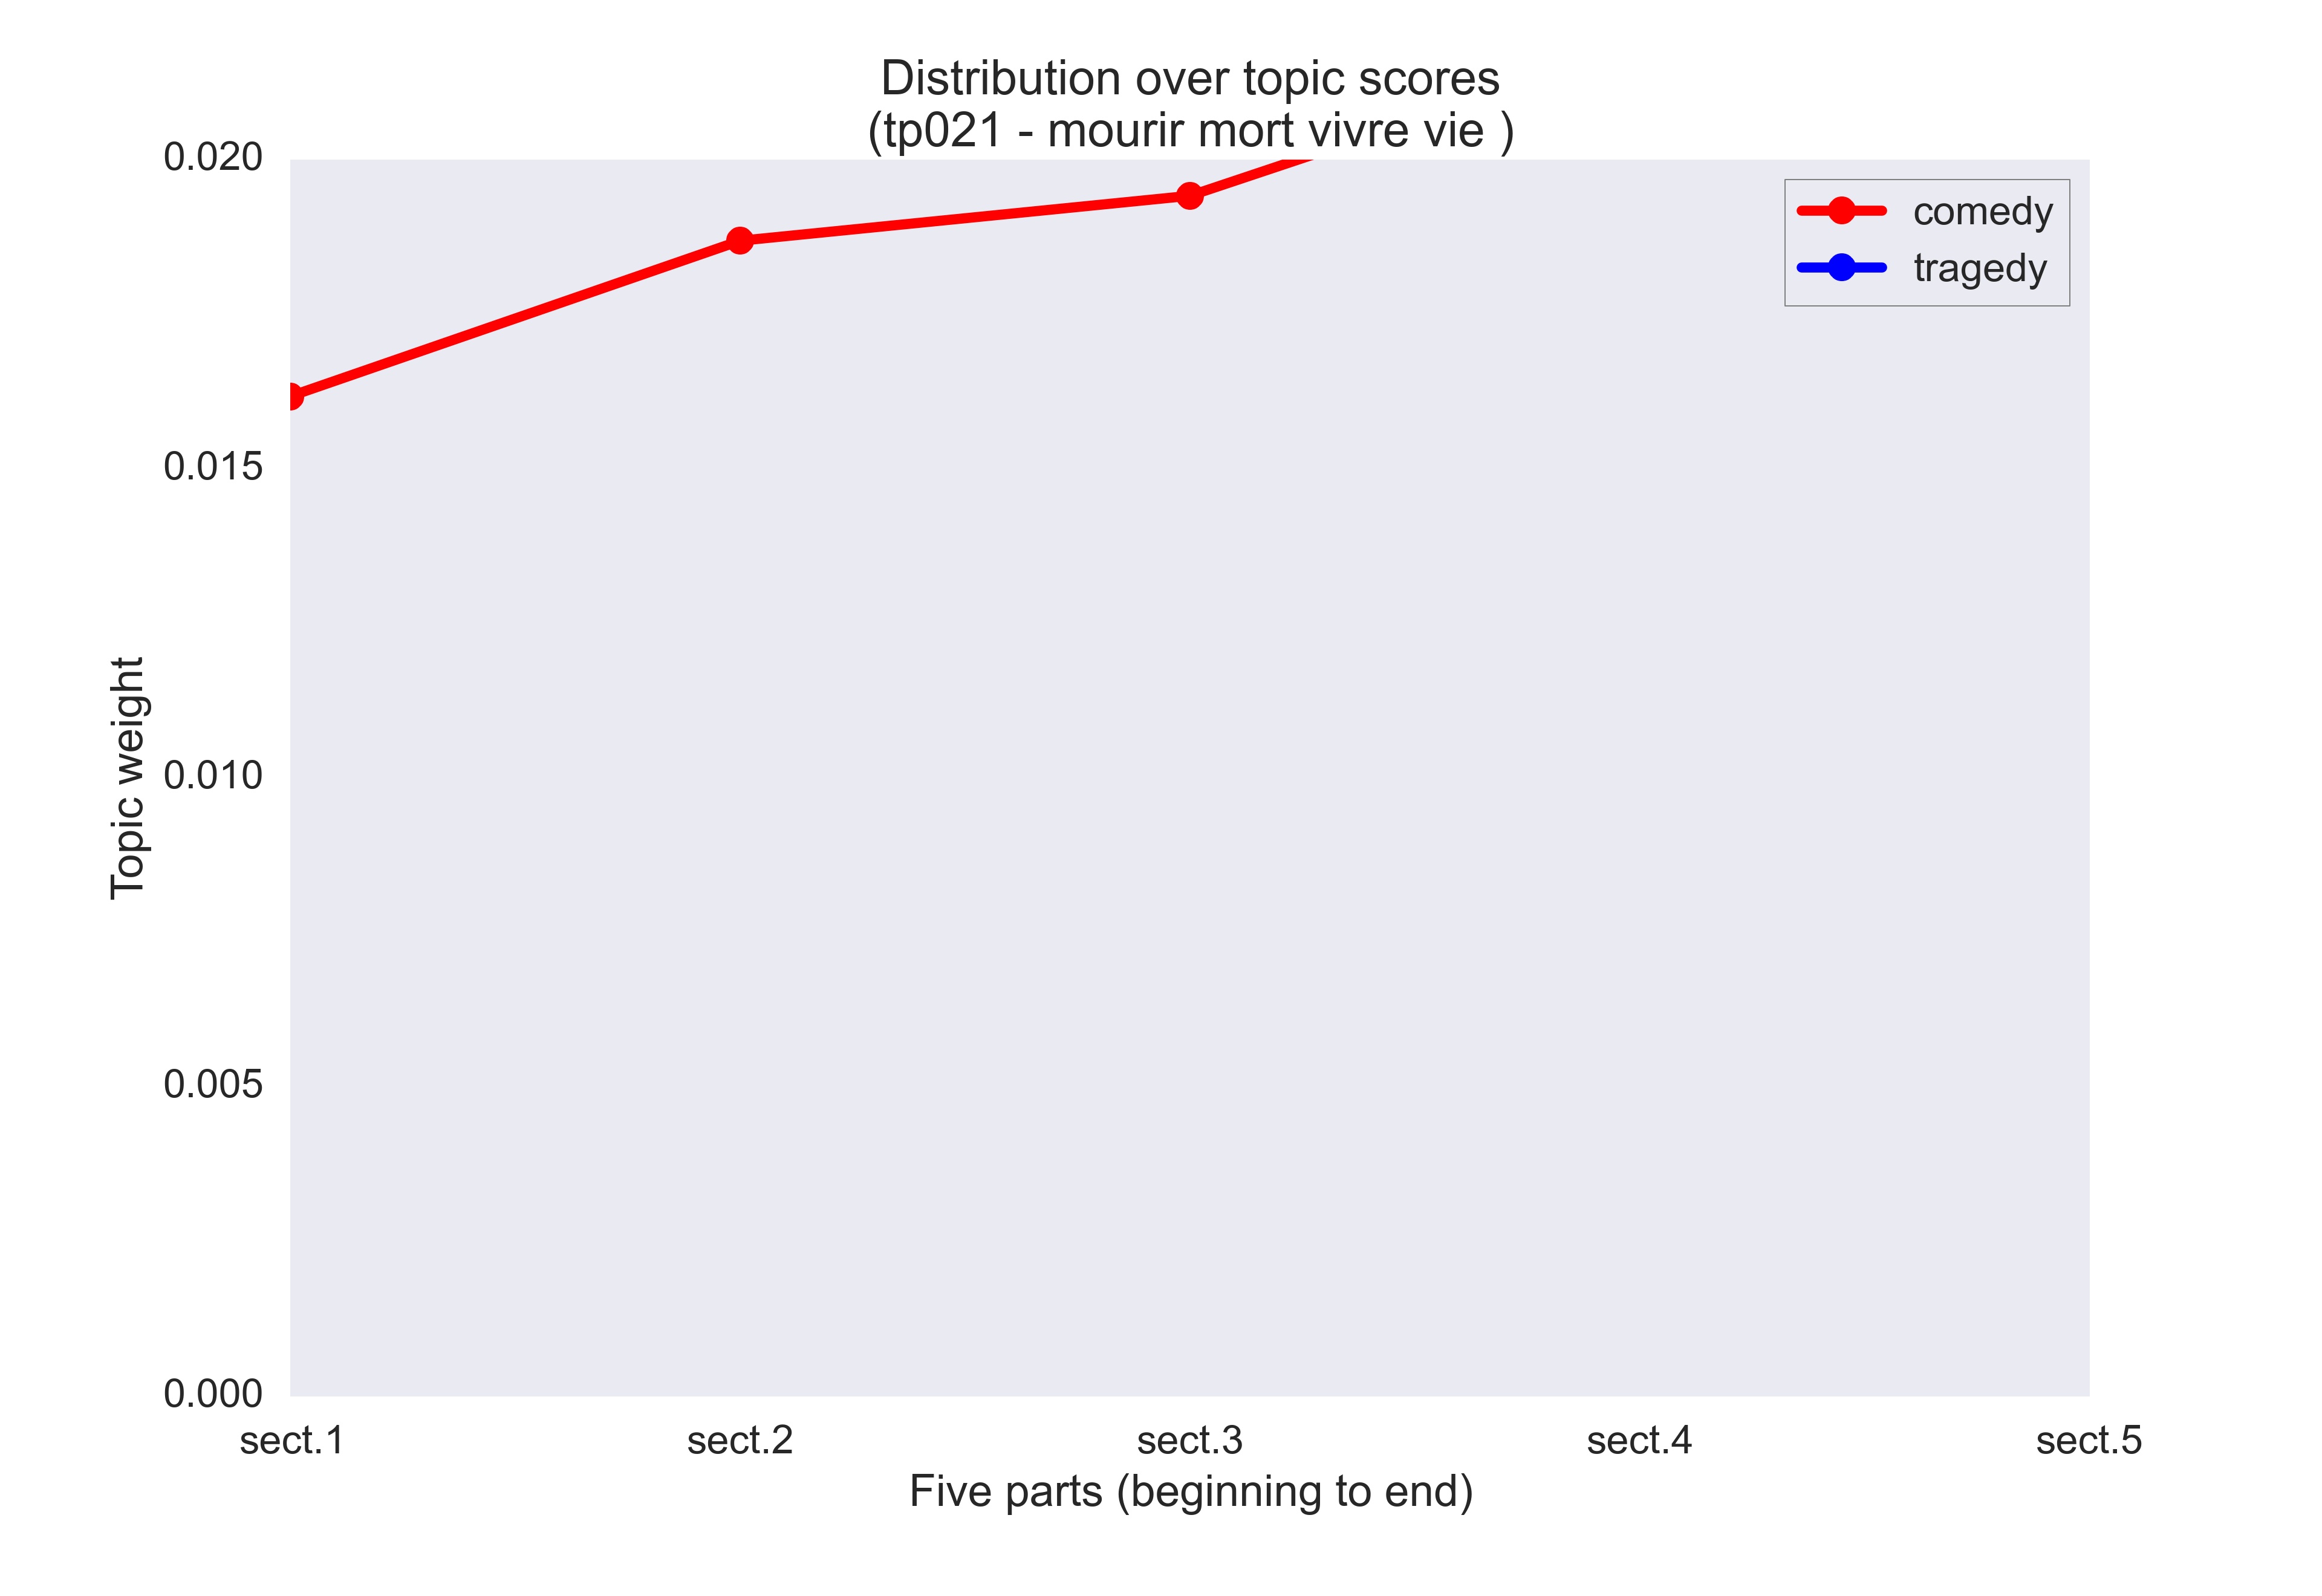 Distribution over topic scores
(tp021 - mourir mort vivre vie )
comedy
tragedy
Topic weight
0.020
0.015
0.010
0.005
0.000
sect.1 sect.2 sect.3 sect.4 sect.5
Five parts (beginning to end)